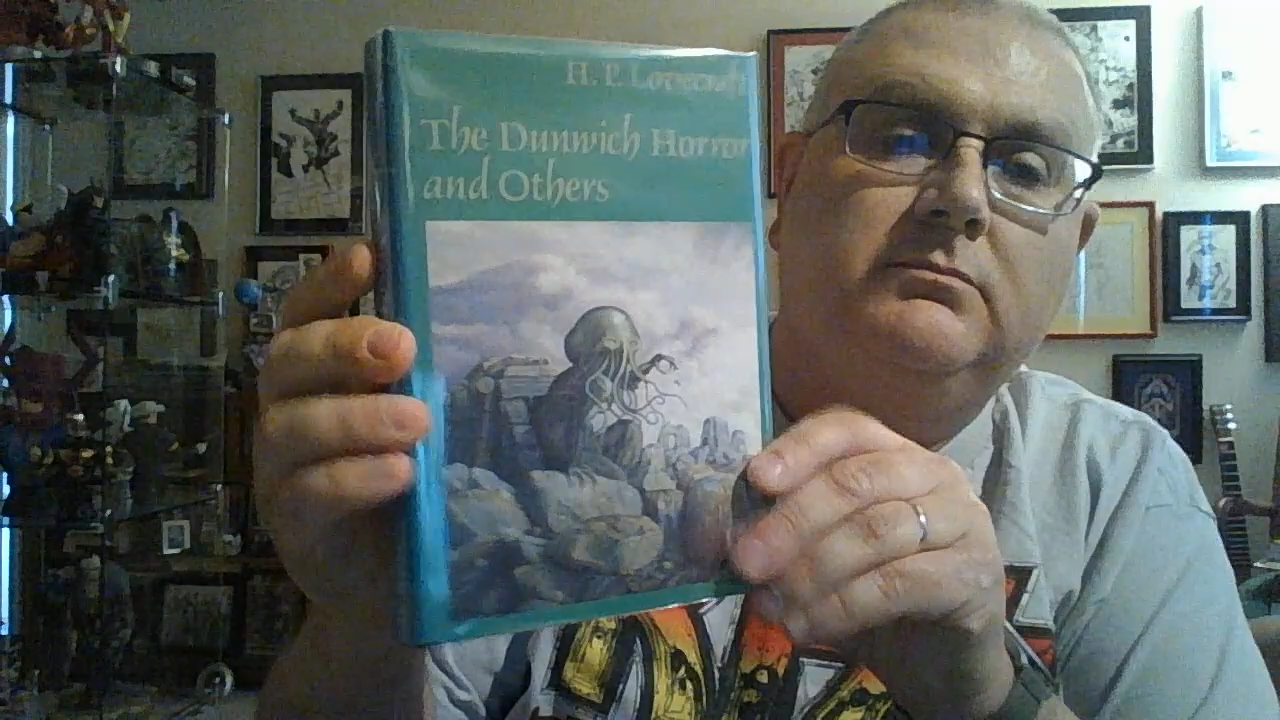 H. P. Lovecraft
The Dunwich Horror
and Others